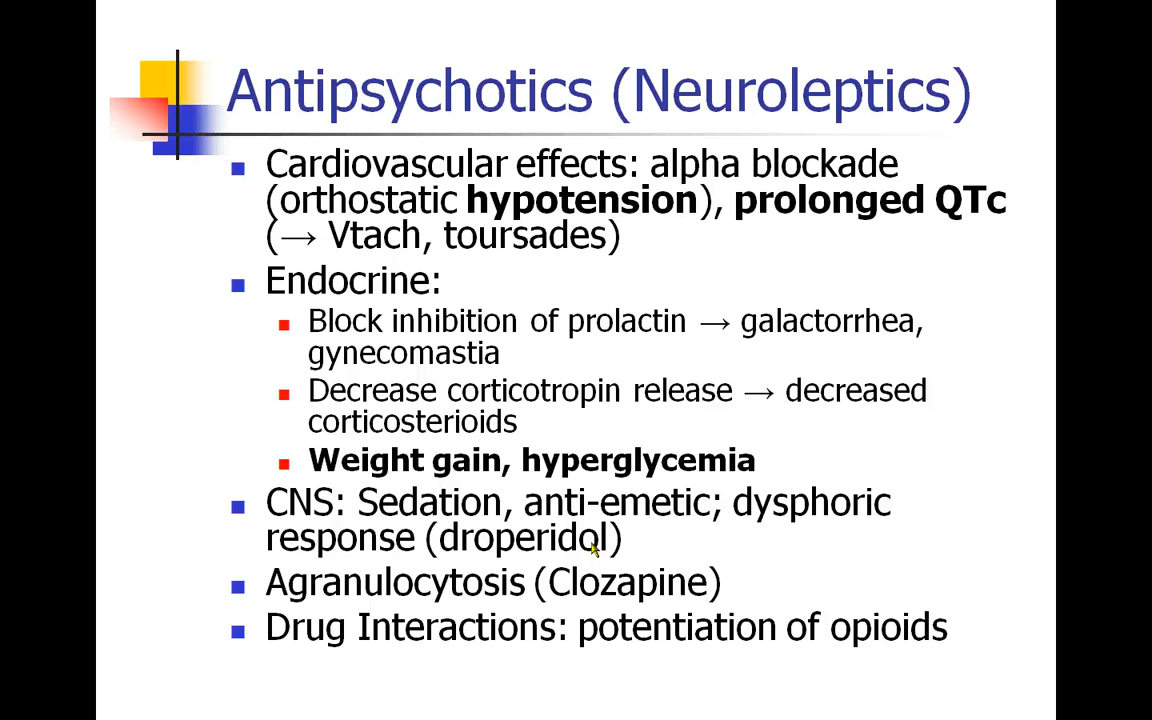 Antipsychotics (Neuroleptics)
Cardiovascular effects: alpha blockade
(orthostatic hypotension), prolonged QTc
(→ Vtach, toursades)
Endocrine:
Block inhibition of prolactin → galactorrhea,
gynecomastia
Decrease corticotropin release → decreased
corticosterioids
Weight gain, hyperglycemia
CNS: Sedation, anti-emetic; dysphoric
response (droperidol)
Agranulocytosis (Clozapine)
Drug Interactions: potentiation of opioids